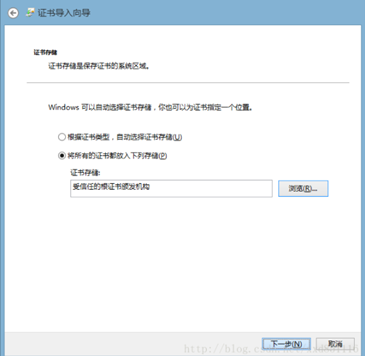 证书导入向导
证书存储
证书存储是保存证书的系统区域。
Windows 可以自动选择证书存储，你也可以为证书指定一个位置。
根据证书类型，自动选择证书存储(U)
将所有的证书都放入下列存储(P)
证书存储:
受信任的根证书颁发机构
浏览(R)...
下一步(N)
取消
http://blog.